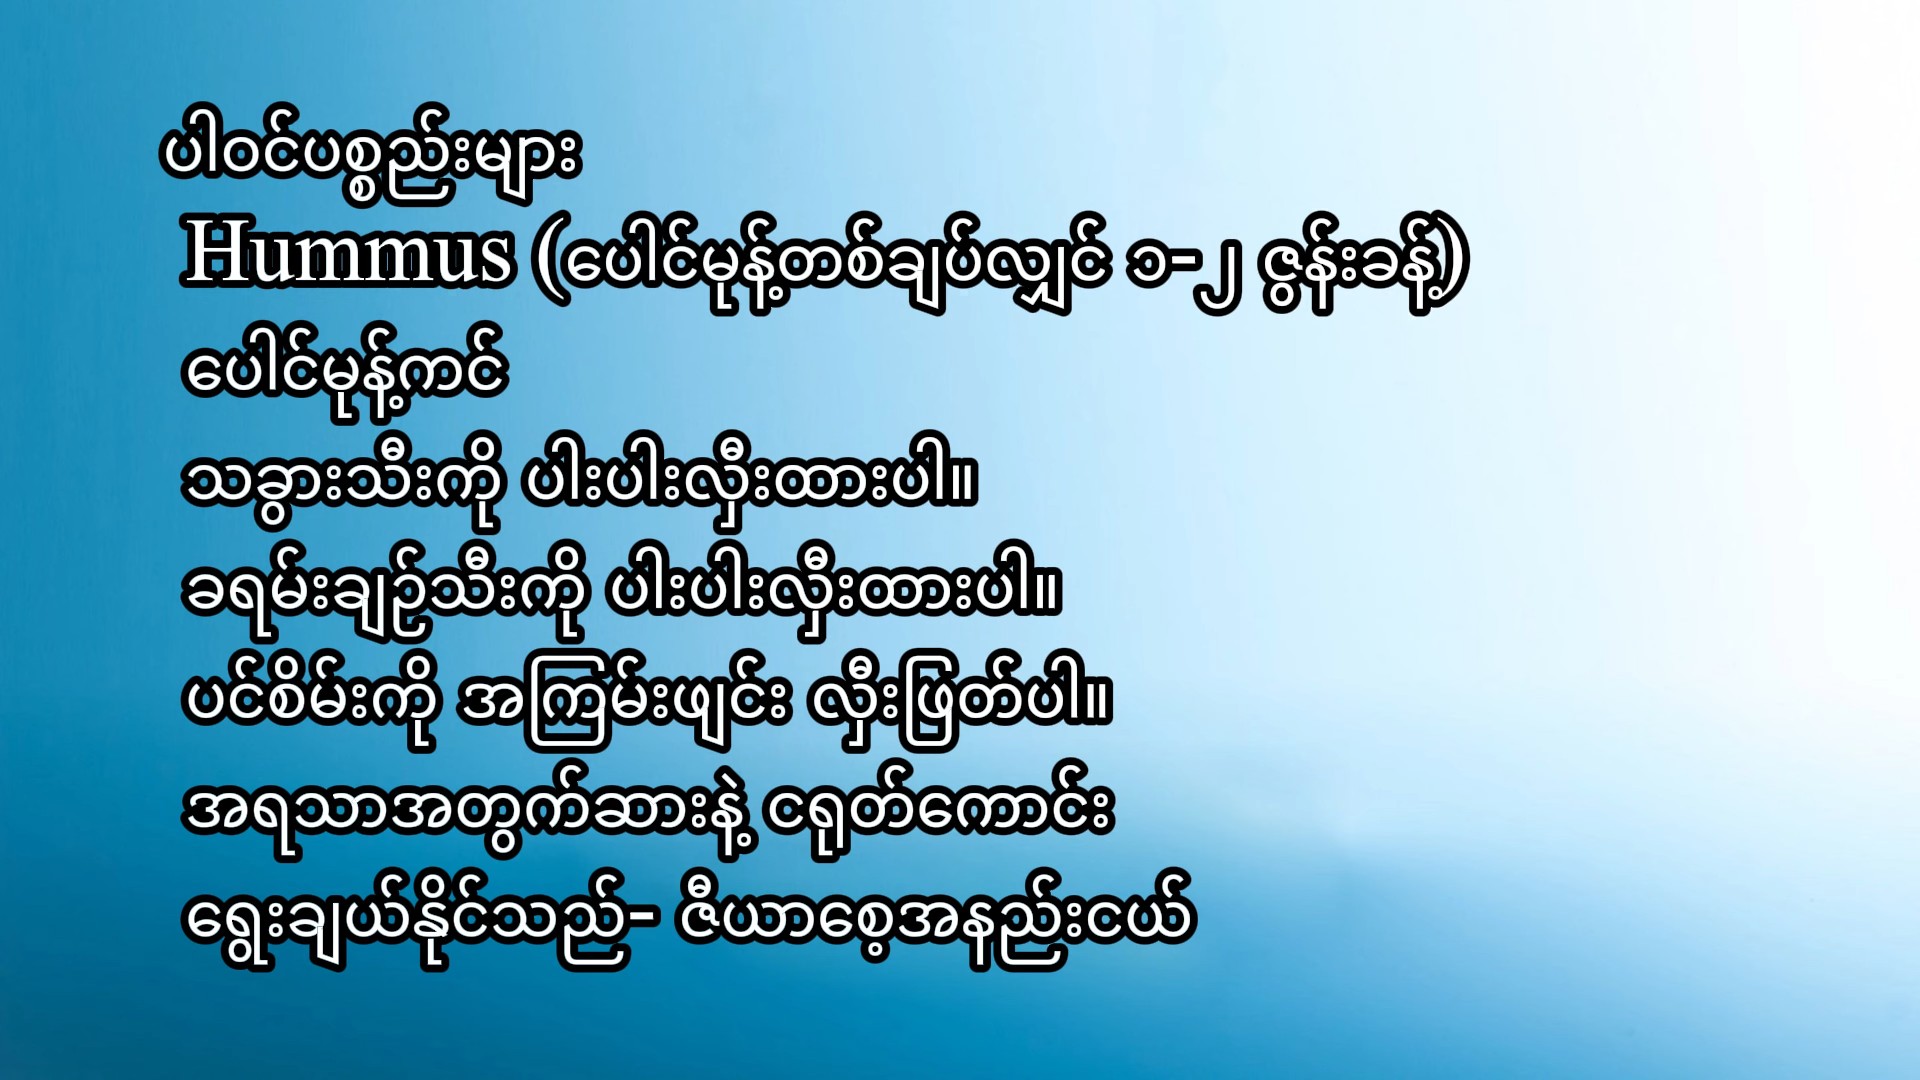 ပါဝင်ပစ္စည်းများ
Hummus (ပေါင်မုန့်တစ်ချပ်လျှင် ၁-၂ ဇွန်းခန့်)
ပေါင်မုန့်ကင်
သခွားသီးကို ပါးပါးလှီးထားပါ။
ခရမ်းချဉ်သီးကို ပါးပါးလှီးထားပါ။
ပင်စိမ်းကို အကြမ်းဖျင်း လှီးဖြတ်ပါ။
အရသာအတွက်ဆားနဲ့ ငရုတ်ကောင်း
ရွေးချယ်နိုင်သည်- ဇီယာစေ့အနည်းငယ်